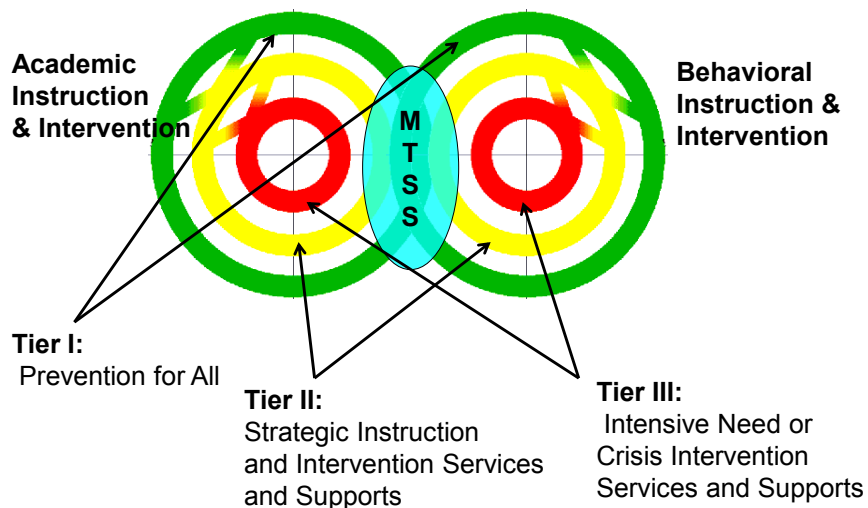 Academic
Instruction
& Intervention
Behavioral
Instruction &
Intervention
M
T
S
S
Tier I:
Prevention for All
Tier II:
Strategic Instruction
and Intervention Services
and Supports
Tier III:
Intensive Need or
Crisis Intervention
Services and Supports